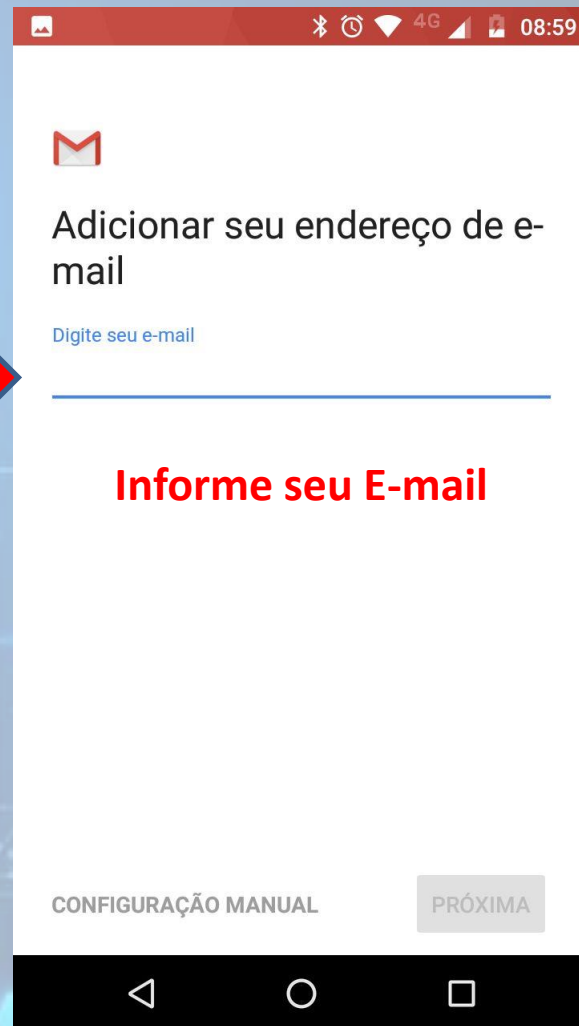 4G 08:59
Adicionar seu endereço de e-
mail
Digite seu e-mail
Informe seu E-mail
CONFIGURAÇÃO MANUAL PRÓXIMA